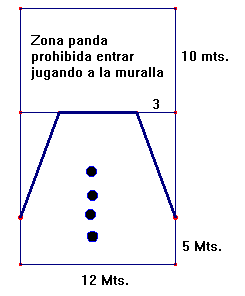 Zona panda
prohibida entrar
jugando a la muralla
10 mts.
3
5 Mts.
12 Mts.